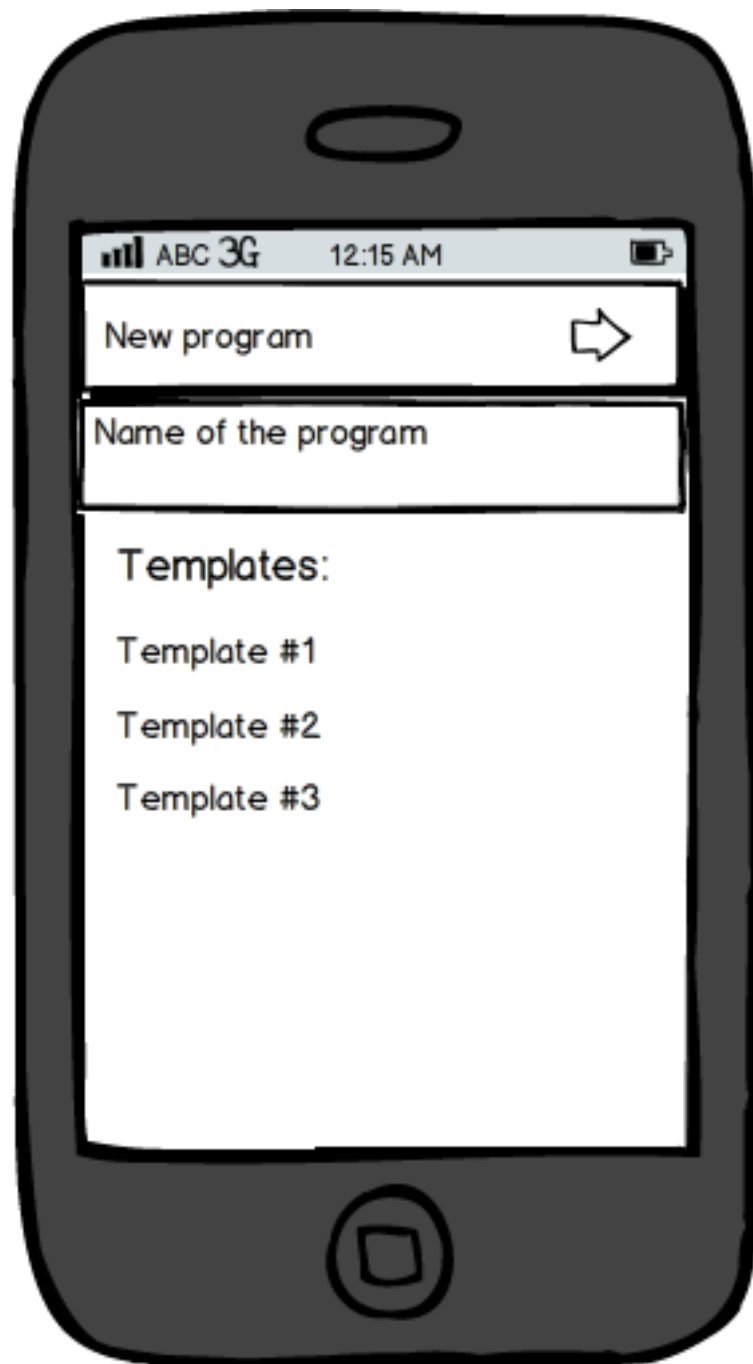 ABC 3G 12:15 AM
New program
Name of the program
Templates:
Template #1
Template #2
Template #3